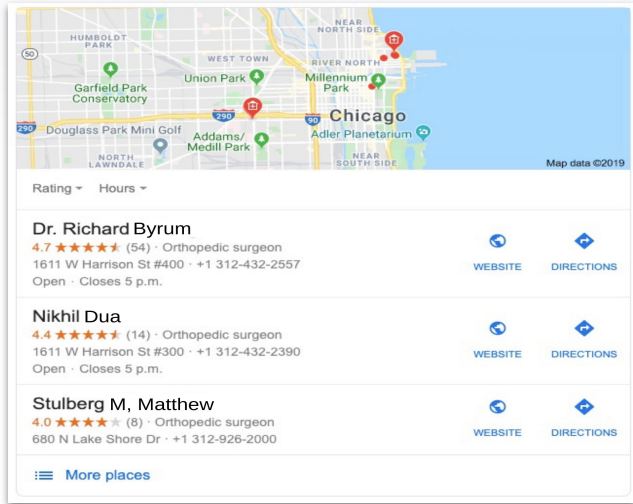 NEAR
NORTH SIDE
HUMBOLDT
PARK
50
WEST TOWN
RIVER NORTH
Garfield Park
Conservatory
Union Park
Millennium
Park
290
290
90
Chicago
Douglass Park Mini Golf
Addams/
Medill Park
Adler Planetarium
NORTH
LAWNDALE
NEAR
SOUTH SIDE
Map data ©2019
Rating Hours
Dr. Richard Byrum
4.7 (54) · Orthopedic surgeon
1611 W Harrison St #400 · +1 312-432-2557
Open · Closes 5 p.m.
WEBSITE DIRECTIONS
Nikhil Dua
4.4 (14) · Orthopedic surgeon
1611 W Harrison St #300 · +1 312-432-2390
Open · Closes 5 p.m.
WEBSITE DIRECTIONS
Stulberg M, Matthew
4.0 (8) · Orthopedic surgeon
680 N Lake Shore Dr · +1 312-926-2000
WEBSITE DIRECTIONS
More places